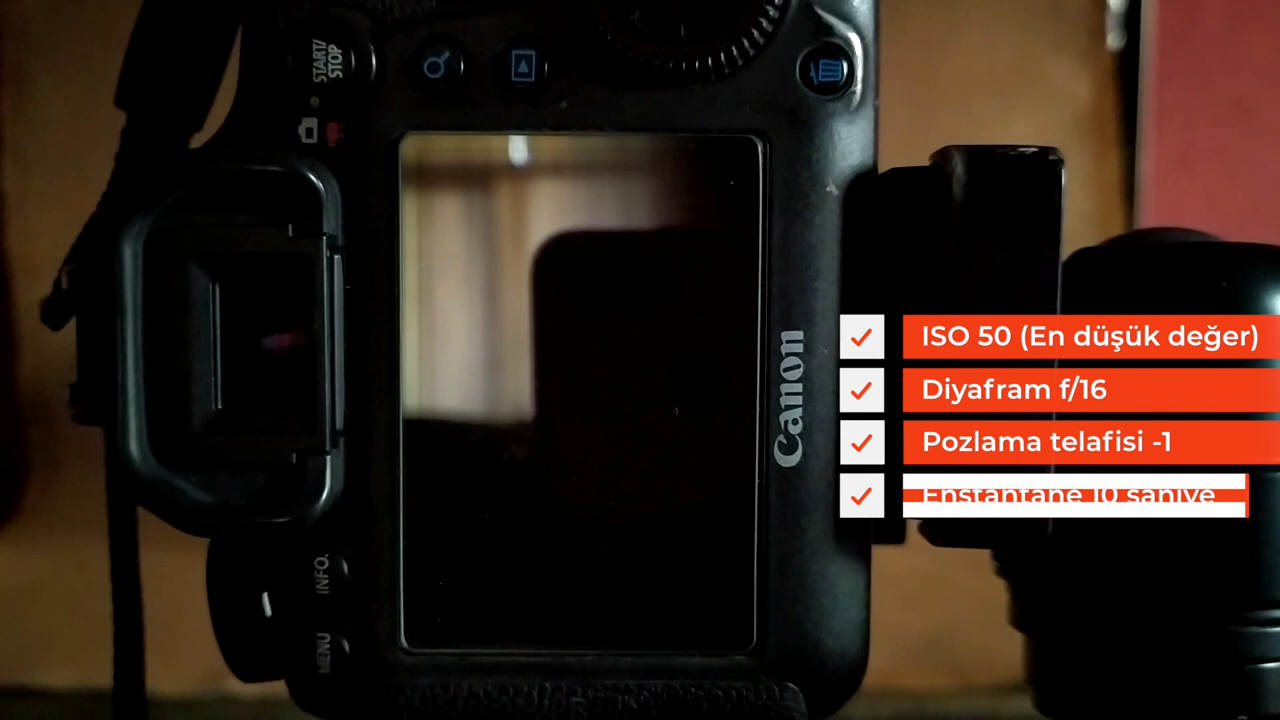 START/
STOP
Canon
INFO.
MENU
ISO 50 (En düşük değer)
Diyafram f/16
Pozlama telafisi -1
Enstantane 10 saniye